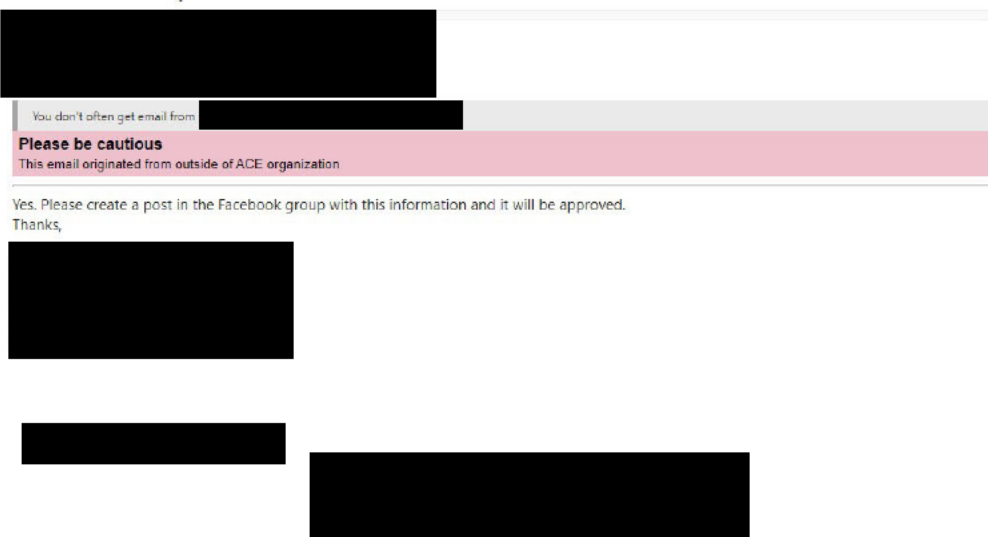 You don't often get email from
Please be cautious
This email originated from outside of ACE organization
Yes. Please create a post in the Facebook group with this information and it will be approved.
Thanks,